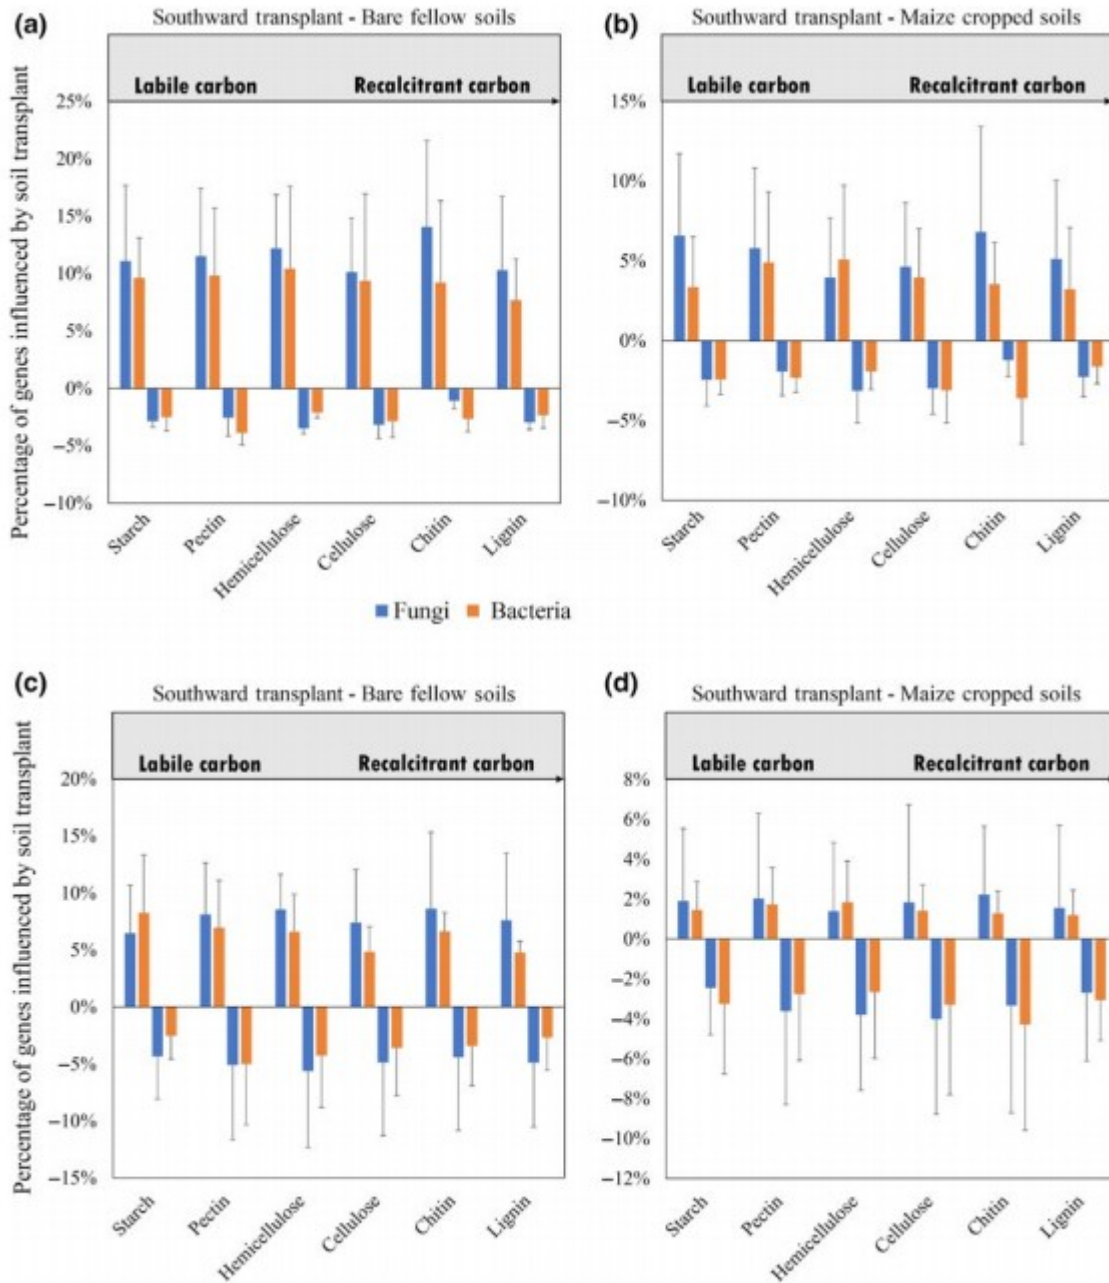 (a) Southward transplant - Bare fellow soils
Labile carbon Recalcitrant carbon
Percentage of genes influenced by soil transplant
25%
20%
15%
10%
5%
0%
−5%
−10%
Starch
Pectin
Hemicellulose
Cellulose
Chitin
Lignin
(b) Southward transplant - Maize cropped soils
Labile carbon Recalcitrant carbon
15%
10%
5%
0%
−5%
−10%
Starch
Pectin
Hemicellulose
Cellulose
Chitin
Lignin
Fungi Bacteria
(c) Southward transplant - Bare fellow soils
Labile carbon Recalcitrant carbon
Percentage of genes influenced by soil transplant
20%
15%
10%
5%
0%
−5%
−10%
−15%
Starch
Pectin
Hemicellulose
Cellulose
Chitin
Lignin
(d) Southward transplant - Maize cropped soils
Labile carbon Recalcitrant carbon
8%
6%
4%
2%
0%
−2%
−4%
−6%
−8%
−10%
−12%
Starch
Pectin
Hemicellulose
Cellulose
Chitin
Lignin